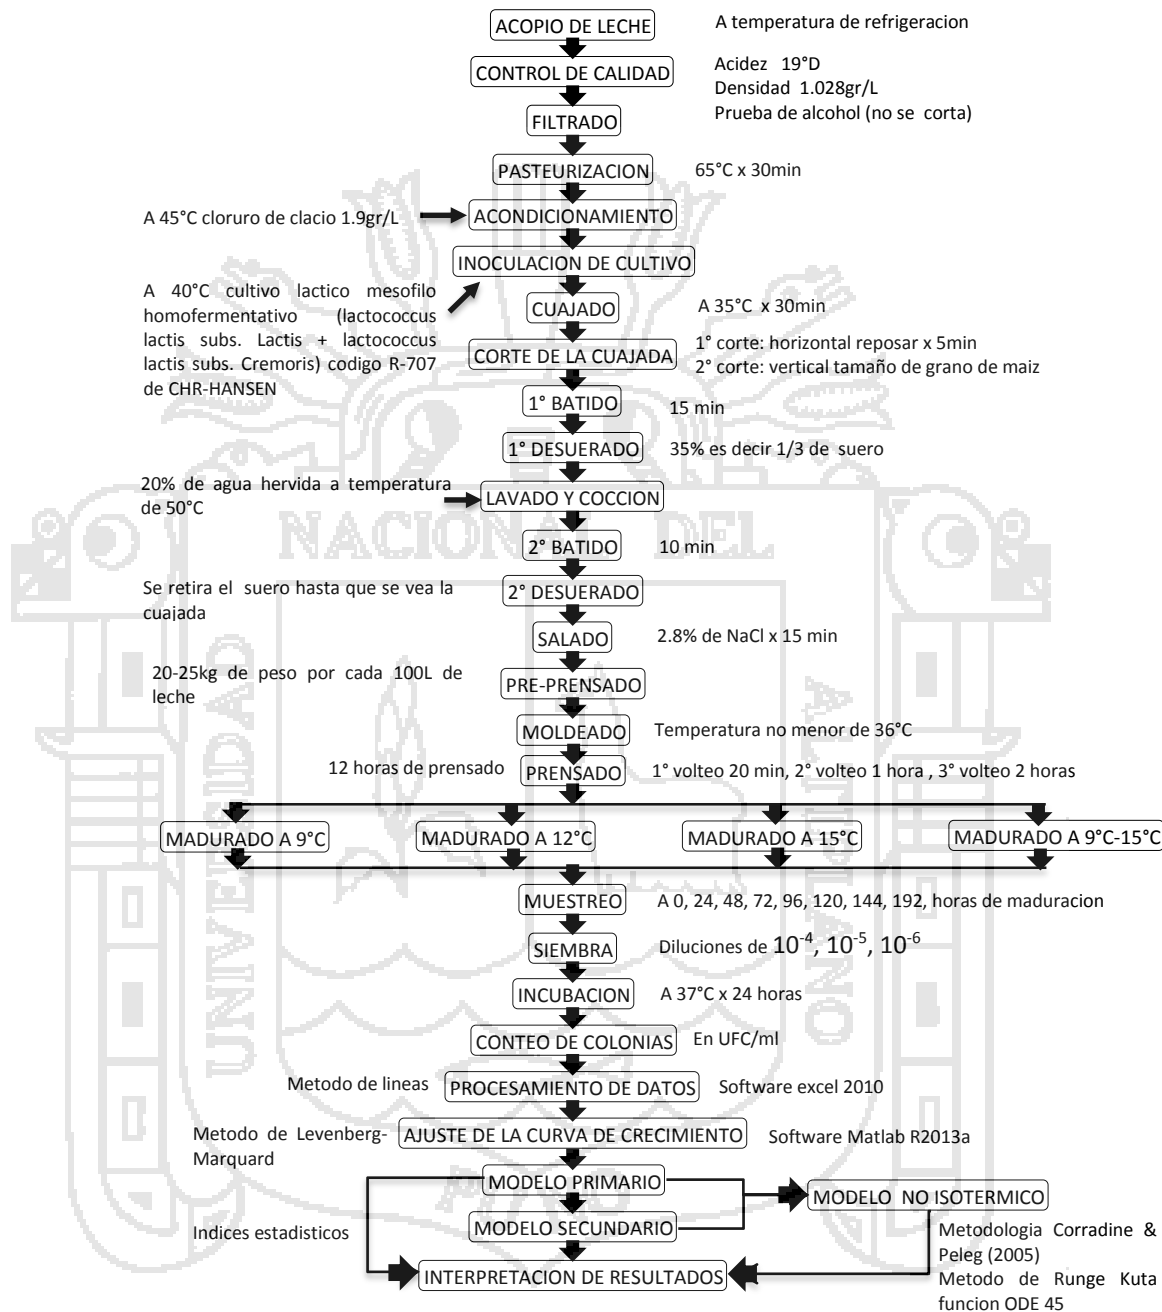 ACOPIO DE LECHE
A temperatura de refrigeracion
CONTROL DE CALIDAD
Acidez 19°D
Densidad 1.028gr/L
Prueba de alcohol (no se corta)
FILTRADO
PASTEURIZACION
65°C x 30min
A 45°C cloruro de clacio 1.9gr/L
ACONDICIONAMIENTO
INOCULACION DE CULTIVO
A 40°C cultivo lactico mesofilo
homofermentativo (lactococcus
lactis subs. Lactis + lactococcus
lactis subs. Cremoris) codigo R-707
de CHR-HANSEN
CUAJADO
A 35°C x 30min
CORTE DE LA CUAJADA
1° corte: horizontal reposar x 5min
2° corte: vertical tamaño de grano de maiz
1° BATIDO
15 min
1° DESUERADO
35% es decir 1/3 de suero
20% de agua hervida a temperatura
de 50°C
LAVADO Y COCCION
NACIONAL DEL
2° BATIDO
10 min
Se retira el suero hasta que se vea la
cuajada
2° DESUERADO
SALADO
2.8% de NaCl x 15 min
20-25kg de peso por cada 100L de
leche
PRE-PRENSADO
MOLDEADO
Temperatura no menor de 36°C
12 horas de prensado
PRENSADO
1° volteo 20 min, 2° volteo 1 hora , 3° volteo 2 horas
UNIVERSIDAD
ALTIPLANO
MADURADO A 9°C
MADURADO A 12°C
MADURADO A 15°C
MADURADO A 9°C-15°C
MUESTREO
A 0, 24, 48, 72, 96, 120, 144, 192, horas de maduracion
SIEMBRA
Diluciones de 10⁻⁴, 10⁻⁵, 10⁻⁶
INCUBACION
A 37°C x 24 horas
CONTEO DE COLONIAS
En UFC/ml
Metodo de lineas
PROCESAMIENTO DE DATOS
Software excel 2010
Metodo de Levenberg-
Marquard
AJUSTE DE LA CURVA DE CRECIMIENTO
Software Matlab R2013a
PUNO
MODELO PRIMARIO
MODELO NO ISOTERMICO
MODELO SECUNDARIO
Indices estadisticos
Metodologia Corradine &
Peleg (2005)
Metodo de Runge Kuta
funcion ODE 45
INTERPRETACION DE RESULTADOS